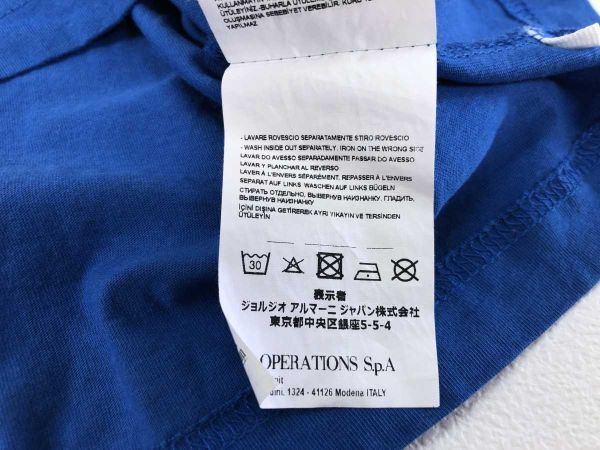 KULLANMAYIN
ÜTÜLEYİNİZ-BUHARLA ÜTÜLEMEK
OLUŞMASINA SEBEBİYET VEREBİLİR. KURU
YAPILMAZ
- LAVARE ROVESCIO SEPARATAMENTE STIRO ROVESCIO
- WASH INSIDE OUT SEPARATELY, IRON ON THE WRONG SIDE
LAVAR DO AVESSO SEPARADAMENTE PASSAR DO AVESSO
LAVAR Y PLANCHAR AL REVERSO
LAVER À L'ENVERS SÉPARÉMENT. REPASSER À L'ENVERS
SEPARAT AUF LINKS WASCHEN AUF LINKS BÜGELN
СТИРАТЬ ОТДЕЛЬНО, ВЫВЕРНУВ НАИЗНАНКУ. ГЛАДИТЬ,
ВЫВЕРНУВ НАИЗНАНКУ
İÇİNİ DIŞINA GETİREREK AYRI YIKAYIN VE TERSİNDEN
ÜTÜLEYİN
30
表示者
ジョルジオ アルマーニ ジャパン株式会社
東京都中央区銀座5-5-4
OPERATIONS S.p.A
1324 - 41126 Modena ITALY